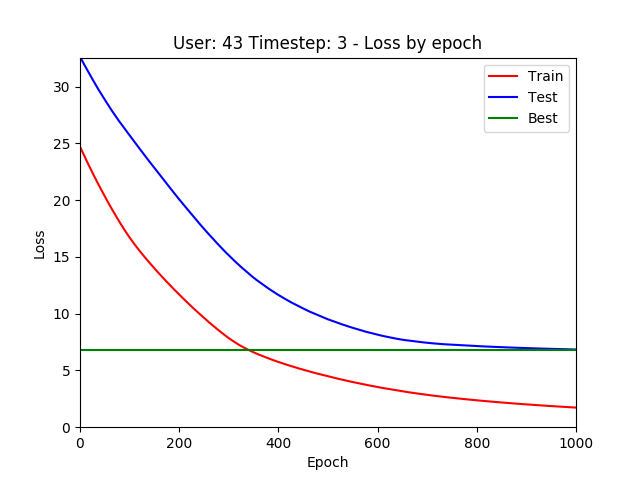 User: 43 Timestep: 3 - Loss by epoch
Train
Test
Best
Loss
30
25
20
15
10
5
0
0 200 400 600 800 1000
Epoch